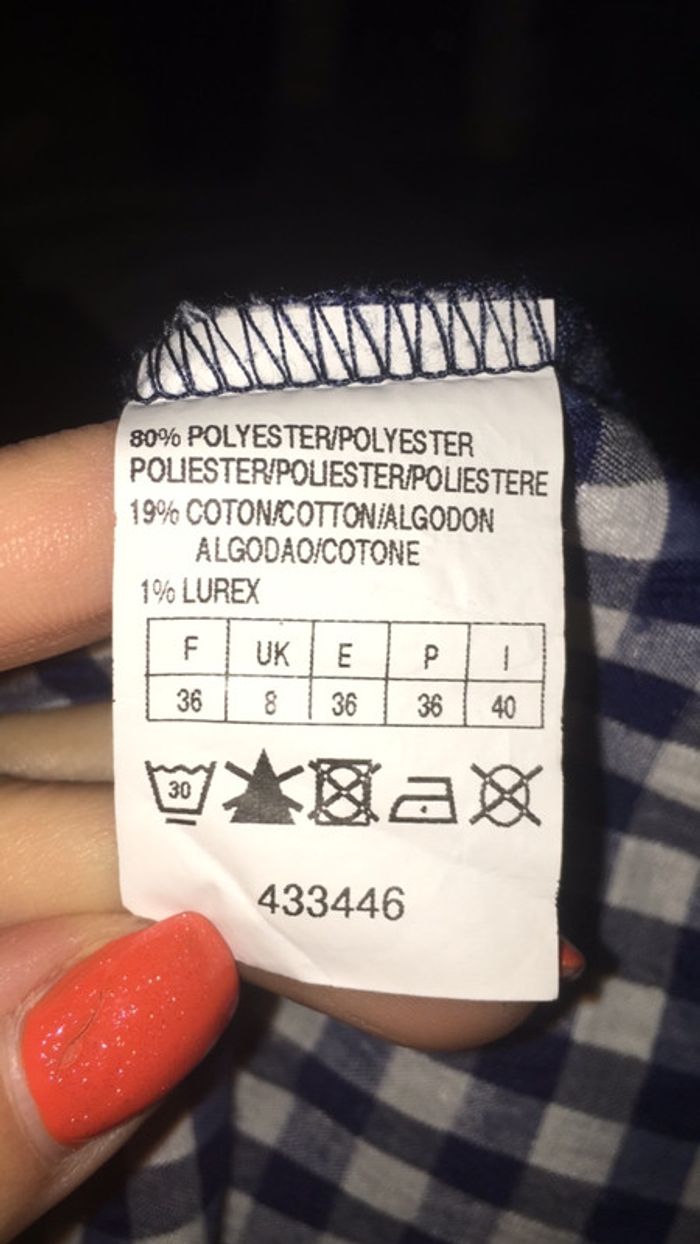 80% POLYESTER/POLYESTER
POLIESTER/POLIESTER/POLIESTERE
19% COTON/COTTON/ALGODON
ALGODAO/COTONE
1% LUREX
F UK E P I
36 8 36 36 40
30
433446